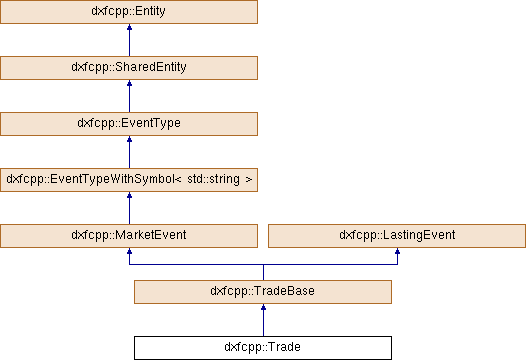 dxfcpp::Entity
dxfcpp::SharedEntity
dxfcpp::EventType
dxfcpp::EventTypeWithSymbol< std::string >
dxfcpp::MarketEvent
dxfcpp::LastingEvent
dxfcpp::TradeBase
dxfcpp::Trade